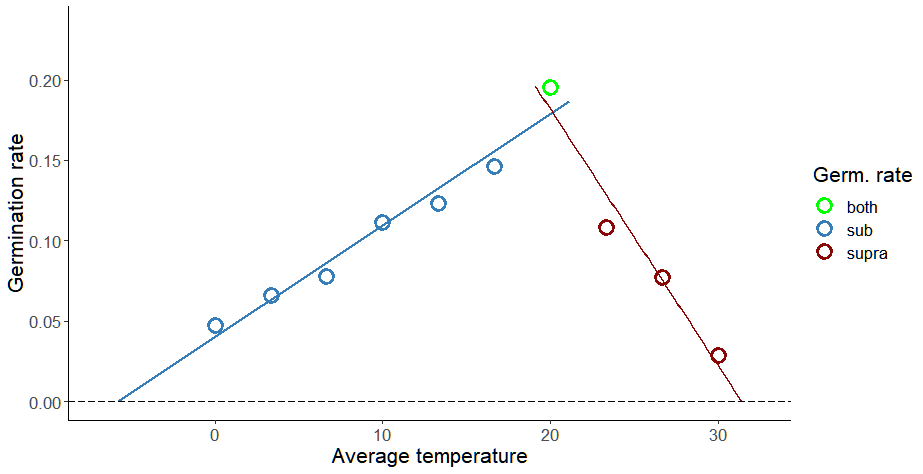 Germination rate
0.20
0.15
0.10
0.05
0.00
0
10
20
30
Average temperature
Germ. rate
both
sub
supra